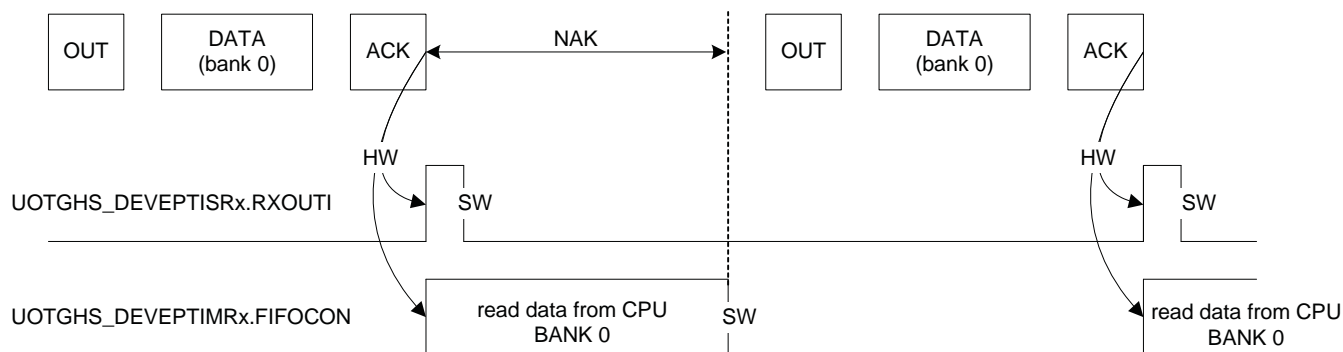 OUT DATA (bank 0) ACK NAK OUT DATA (bank 0) ACK
HW HW
UOTGHS_DEVEPTISRx.RXOUTI SW SW
UOTGHS_DEVEPTIMRx.FIFOCON read data from CPU BANK 0 SW read data from CPU BANK 0